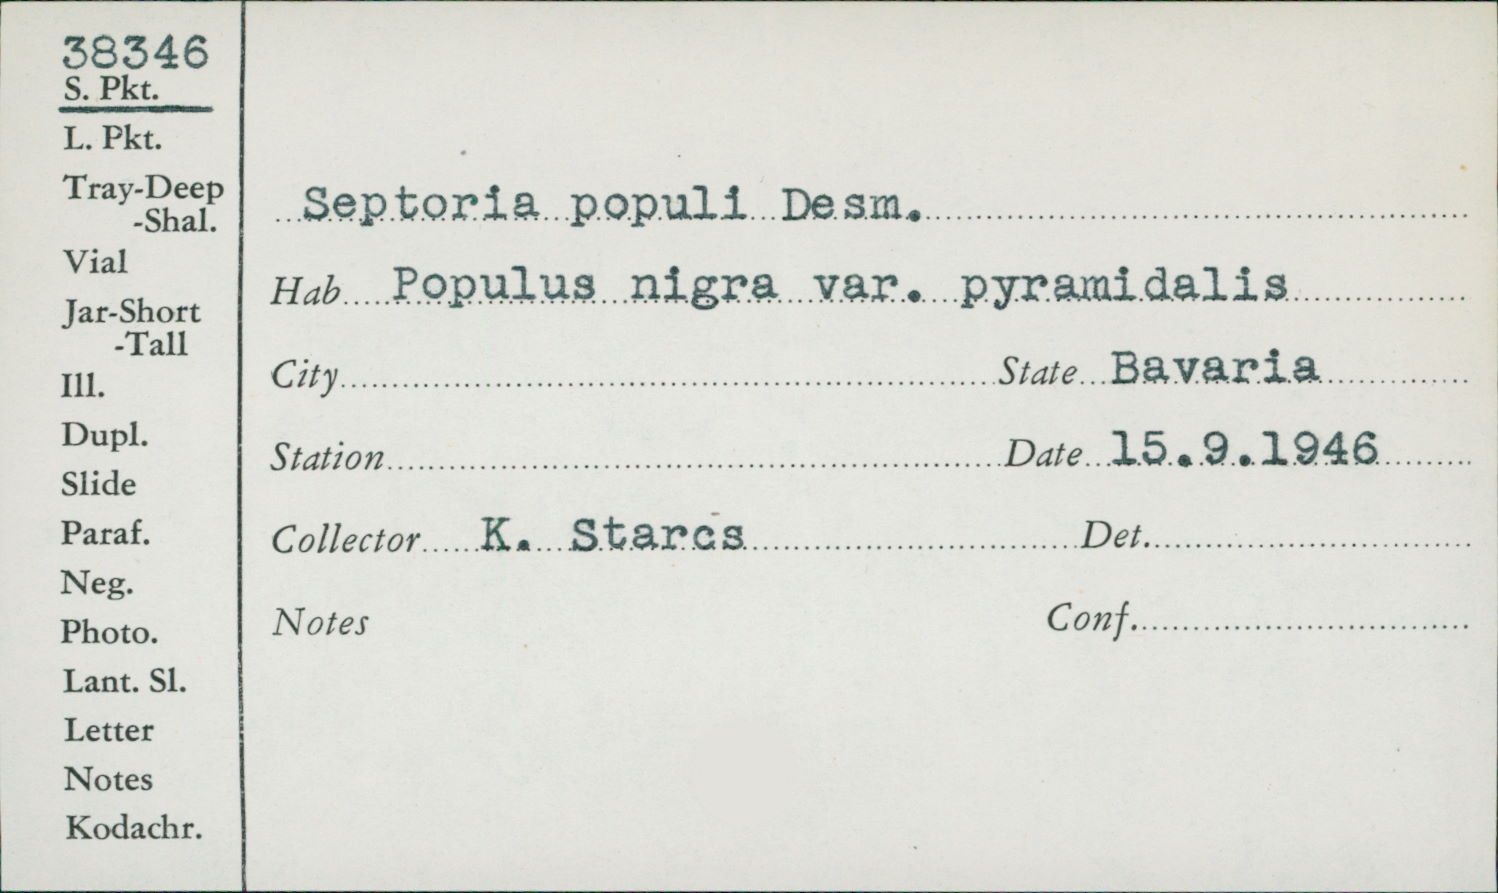 38346
S. Pkt.
L. Pkt.
Tray-Deep
-Shal.
Vial
Jar-Short
-Tall
Ill.
Dupl.
Slide
Paraf.
Neg.
Photo.
Lant. Sl.
Letter
Notes
Kodachr.
Septoria populi Desm.
Hab Populus nigra var. pyramidalis
City State Bavaria
Station Date 15.9.1946
Collector K. Starcs Det.
Notes Conf.